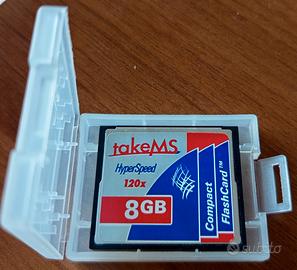 takeMS
HyperSpeed
120x
8GB
Compact
FlashCard™
subito